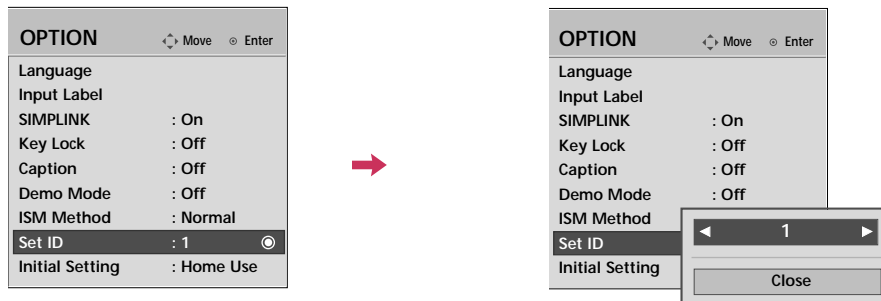 OPTION Move Enter
Language
Input Label
SIMPLINK : On
Key Lock : Off
Caption : Off
Demo Mode : Off
ISM Method : Normal
Set ID : 1
Initial Setting : Home Use
OPTION Move Enter
Language
Input Label
SIMPLINK : On
Key Lock : Off
Caption : Off
Demo Mode : Off
ISM Method
Set ID
Initial Setting
◄ 1 ►
Close